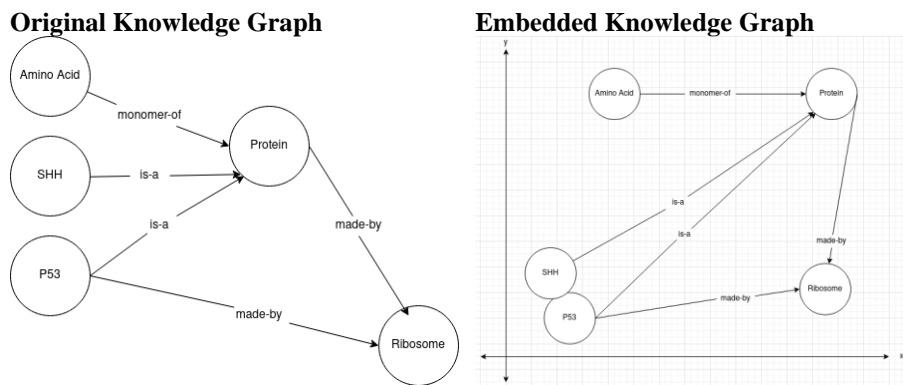 Original Knowledge Graph
Amino Acid
monomer-of
Protein
SHH
is-a
is-a
made-by
P53
made-by
Ribosome
Embedded Knowledge Graph
y
Amino Acid
monomer-of
Protein
is-a
is-a
made-by
SHH
Ribosome
made-by
P53
x